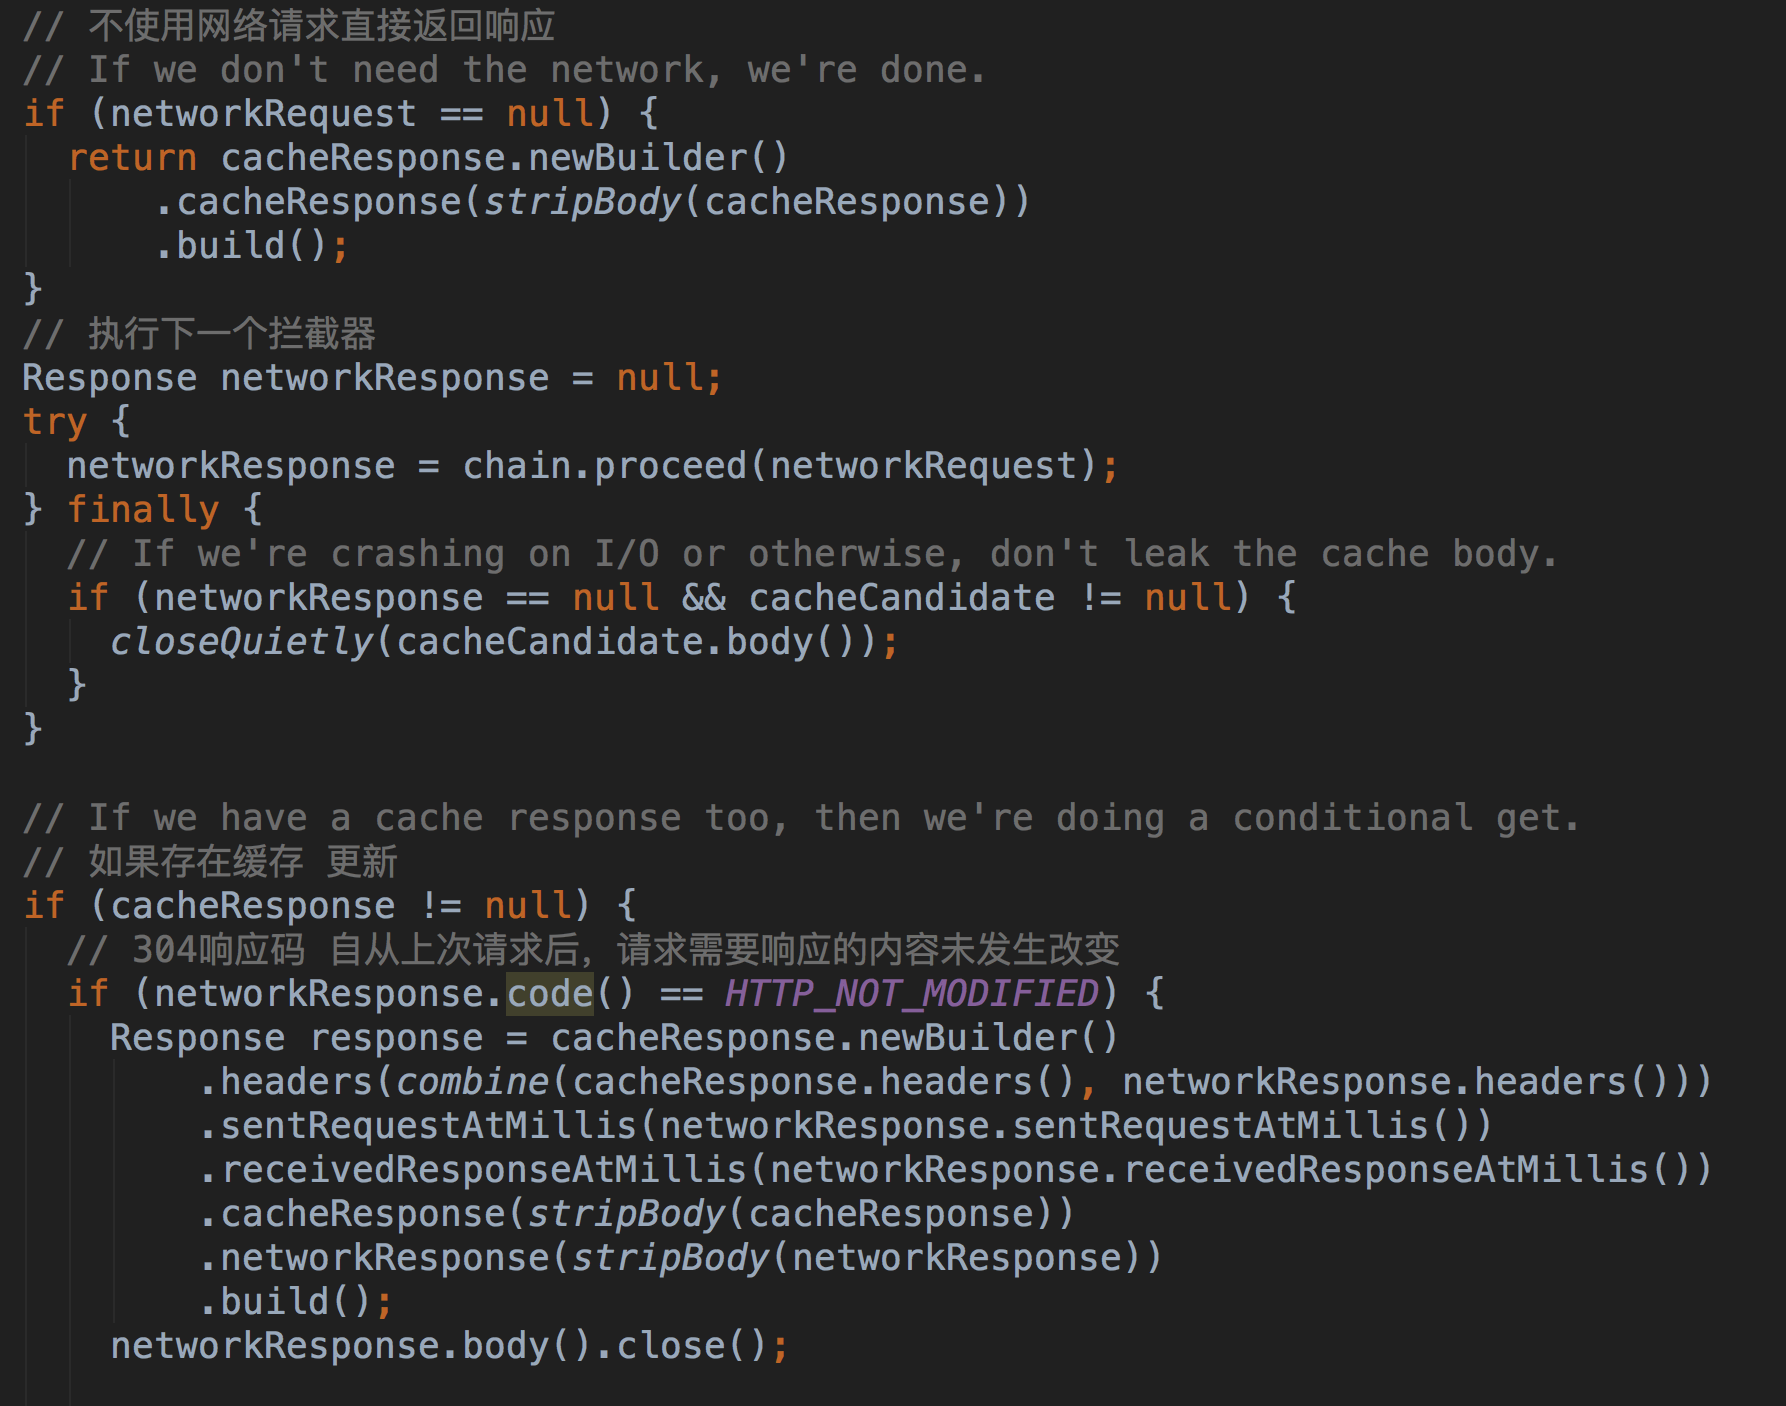 // 不使用网络请求直接返回响应
// If we don't need the network, we're done.
if (networkRequest == null) {
  return cacheResponse.newBuilder()
      .cacheResponse(stripBody(cacheResponse))
      .build();
}
// 执行下一个拦截器
Response networkResponse = null;
try {
  networkResponse = chain.proceed(networkRequest);
} finally {
  // If we're crashing on I/O or otherwise, don't leak the cache body.
  if (networkResponse == null && cacheCandidate != null) {
    closeQuietly(cacheCandidate.body());
  }
}

// If we have a cache response too, then we're doing a conditional get.
// 如果存在缓存 更新
if (cacheResponse != null) {
  // 304响应码 自从上次请求后，请求需要响应的内容未发生改变
  if (networkResponse.code() == HTTP_NOT_MODIFIED) {
    Response response = cacheResponse.newBuilder()
        .headers(combine(cacheResponse.headers(), networkResponse.headers()))
        .sentRequestAtMillis(networkResponse.sentRequestAtMillis())
        .receivedResponseAtMillis(networkResponse.receivedResponseAtMillis())
        .cacheResponse(stripBody(cacheResponse))
        .networkResponse(stripBody(networkResponse))
        .build();
    networkResponse.body().close();